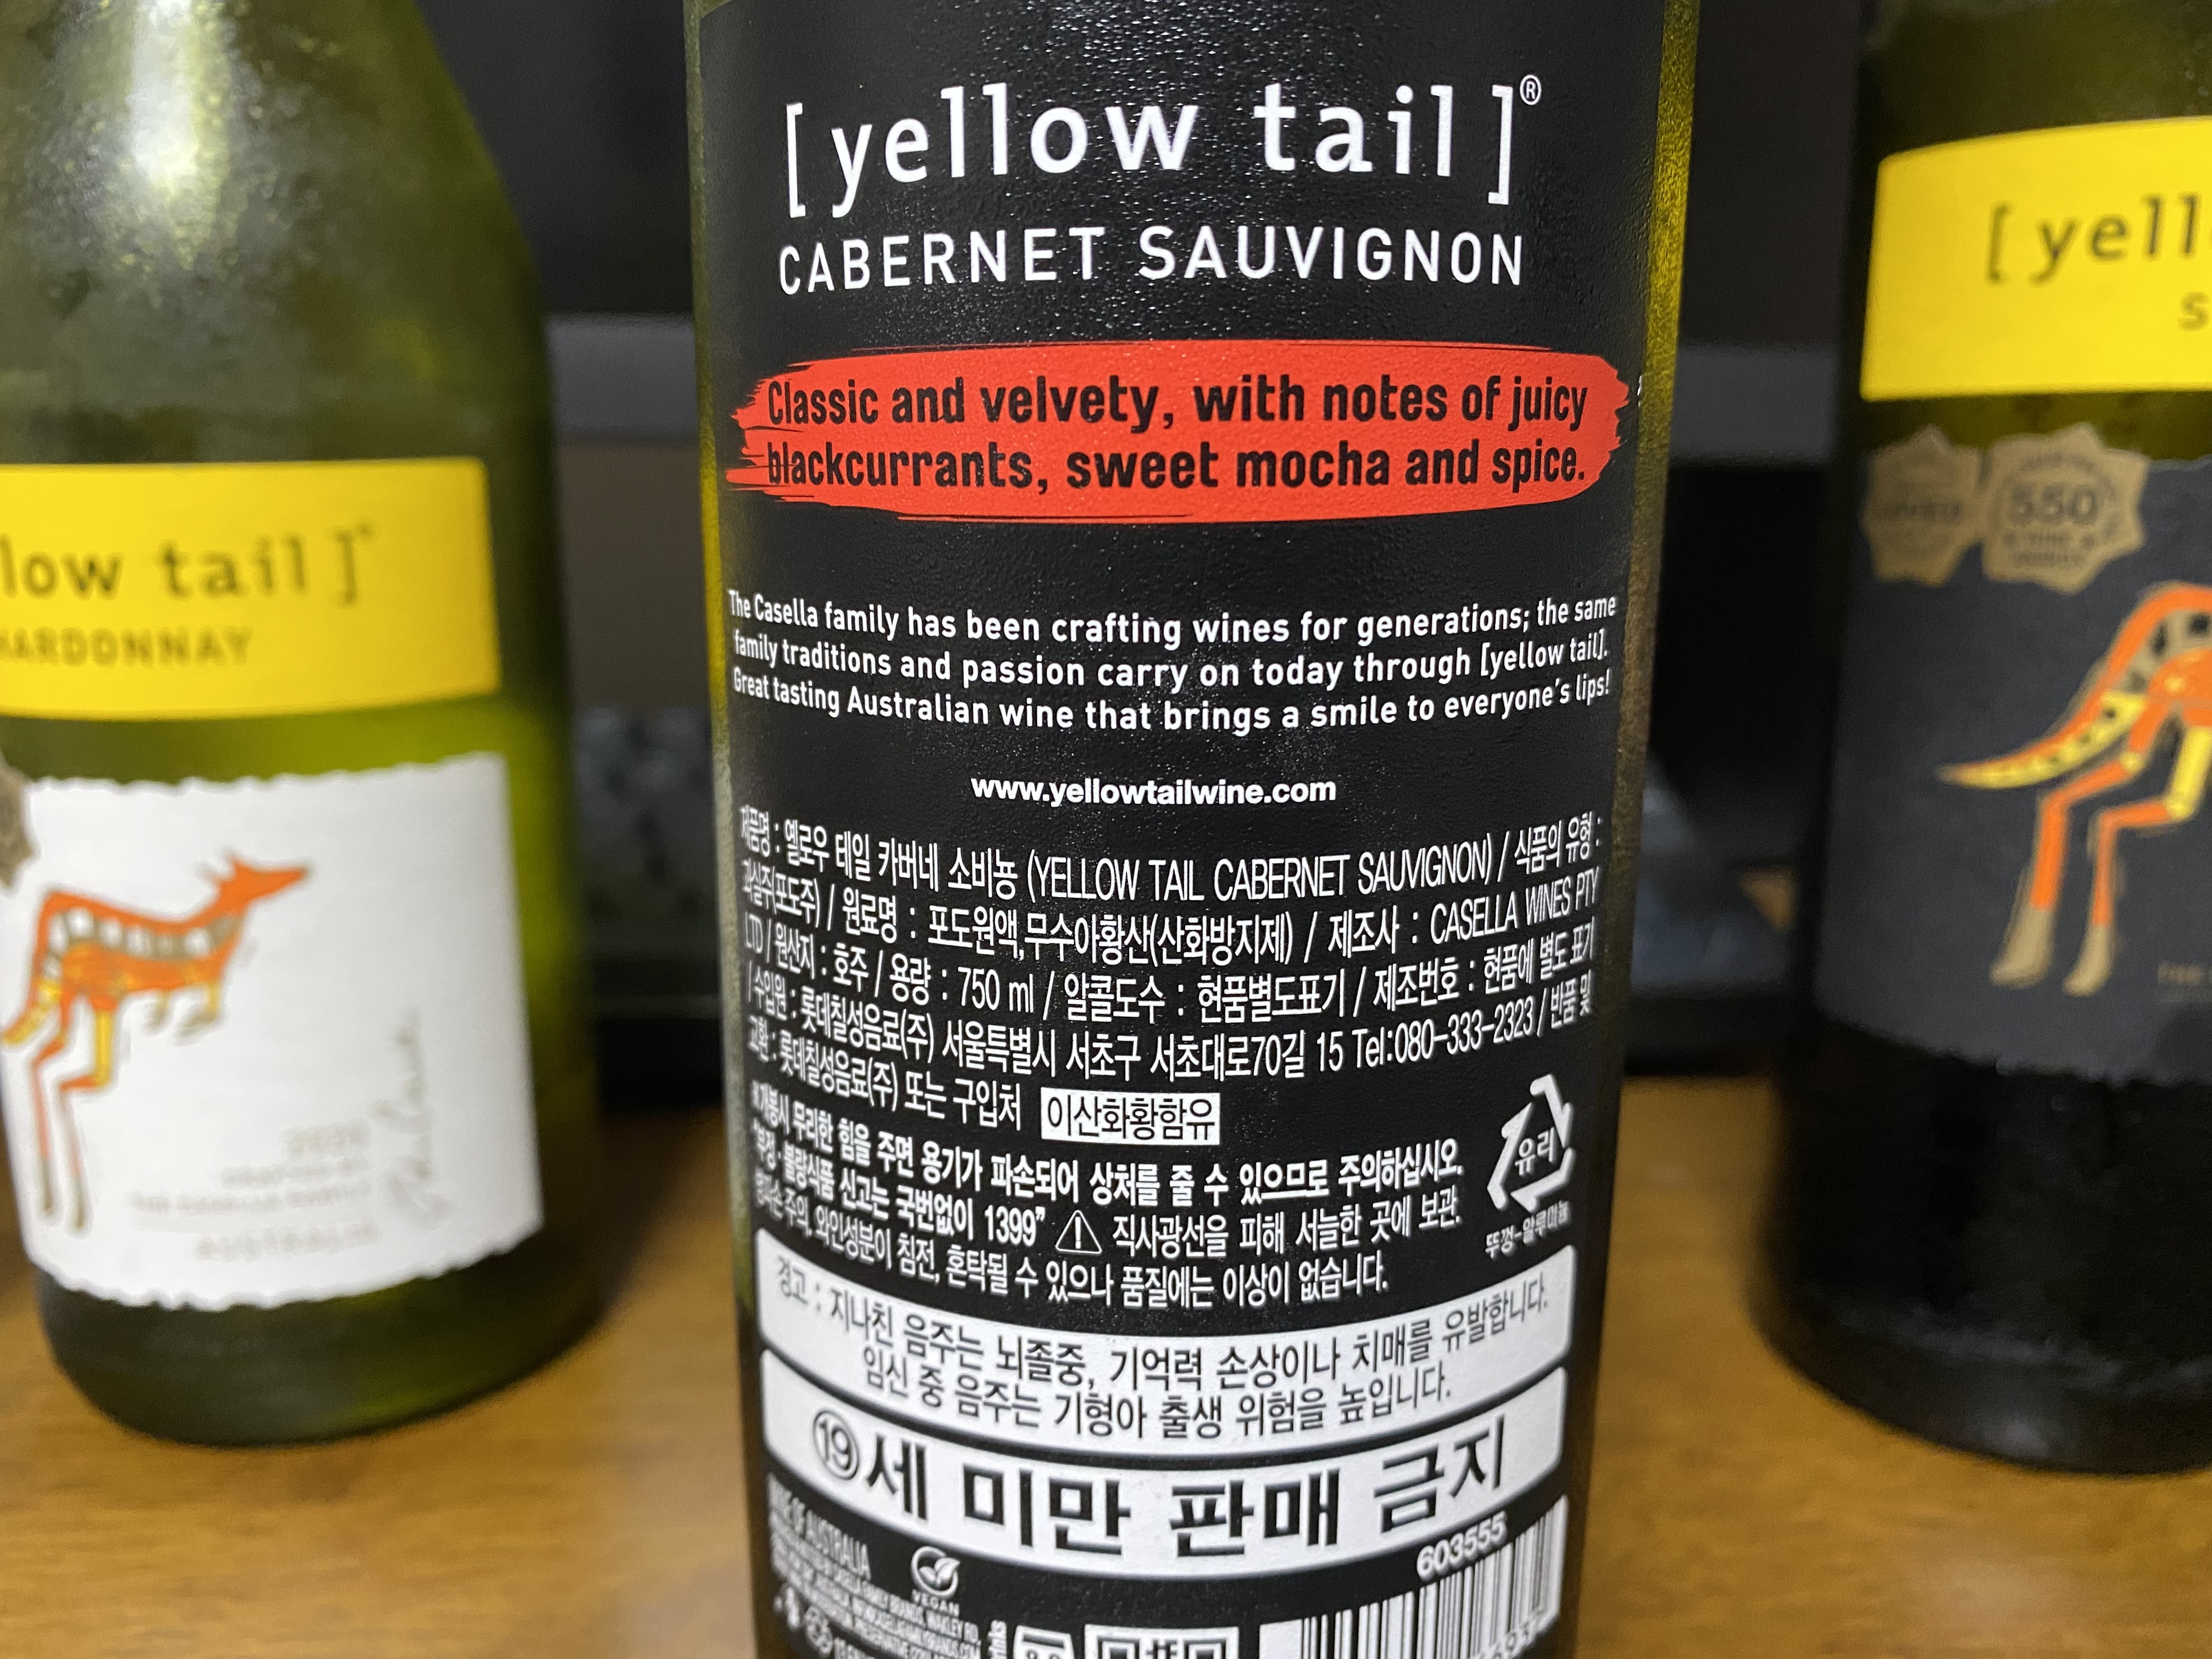 [yellow tail]®
CABERNET SAUVIGNON
Classic and velvety, with notes of juicy
blackcurrants, sweet mocha and spice.
The Casella family has been crafting wines for generations; the same
family traditions and passion carry on today through [yellow tail].
Great tasting Australian wine that brings a smile to everyone's lips!
www.yellowtailwine.com
제품명 : 옐로우 테일 카버네 소비뇽 (YELLOW TAIL CABERNET SAUVIGNON) / 식품의 유형 :
과실주(포도주) / 원료명 : 포도원액,무수아황산(산화방지제) / 제조사 : CASELLA WINES PTY
LTD / 원산지 : 호주 / 용량 : 750 ml / 알콜도수 : 현품별도표기 / 제조번호 : 현품에 별도 표기
/ 수입원 : 롯데칠성음료(주) 서울특별시 서초구 서초대로70길 15 Tel:080-333-2323 / 반품 및
교환 : 롯데칠성음료(주) 또는 구입처 이산화황함유
※개봉시 무리한 힘을 주면 용기가 파손되어 상처를 줄 수 있으므로 주의하십시오.
"부정·불량식품 신고는 국번없이 1399" ⚠ 직사광선을 피해 서늘한 곳에 보관.
병파손 주의, 와인성분이 침전, 혼탁될 수 있으나 품질에는 이상이 없습니다.
유리
뚜껑-알루미늄
경고 : 지나친 음주는 뇌졸중, 기억력 손상이나 치매를 유발합니다.
임신 중 음주는 기형아 출생 위험을 높입니다.
⑲세 미만 판매 금지
603555
WINE OF AUSTRALIA
VEGAN
low tail]
HARDONNAY
2020
AUSTRALIA
[yell
S
550